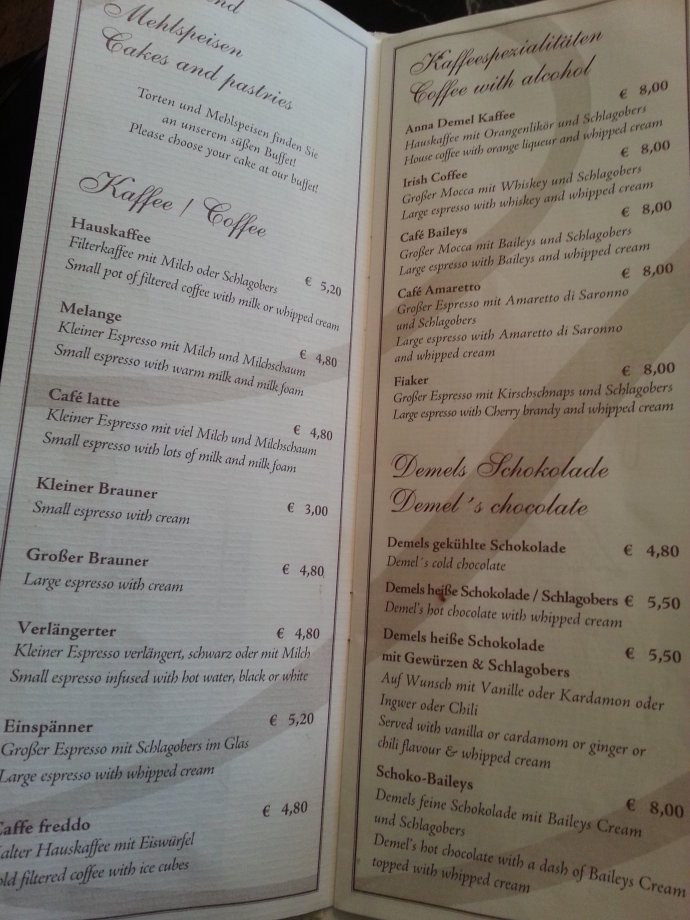 Mehlspeisen
Cakes and pastries
Torten und Mehlspeisen finden Sie
an unserem süßen Buffet!
Please choose your cake at our buffet!
Kaffee / Coffee
Hauskaffee
Filterkaffee mit Milch oder Schlagobers € 5,20
Small pot of filtered coffee with milk or whipped cream
Melange
Kleiner Espresso mit Milch und Milchschaum € 4,80
Small espresso with warm milk and milk foam
Café latte
Kleiner Espresso mit viel Milch und Milchschaum € 4,80
Small espresso with lots of milk and milk foam
Kleiner Brauner € 3,00
Small espresso with cream
Großer Brauner € 4,80
Large espresso with cream
Verlängerter € 4,80
Kleiner Espresso verlängert, schwarz oder mit Milch
Small espresso infused with hot water, black or white
Einspänner € 5,20
Großer Espresso mit Schlagobers im Glas
Large espresso with whipped cream
Caffe freddo € 4,80
alter Hauskaffee mit Eiswürfel
old filtered coffee with ice cubes
Kaffeespezialitäten
Coffee with alcohol
Anna Demel Kaffee € 8,00
Hauskaffee mit Orangenlikör und Schlagobers
House coffee with orange liqueur and whipped cream
Irish Coffee € 8,00
Großer Mocca mit Whiskey und Schlagobers
Large espresso with whiskey and whipped cream
Café Baileys € 8,00
Großer Mocca mit Baileys und Schlagobers
Large espresso with Baileys and whipped cream
Café Amaretto € 8,00
Großer Espresso mit Amaretto di Saronno
und Schlagobers
Large espresso with Amaretto di Saronno
and whipped cream
Fiaker € 8,00
Großer Espresso mit Kirschschnaps und Schlagobers
Large espresso with Cherry brandy and whipped cream
Demels Schokolade
Demel´s chocolate
Demels gekühlte Schokolade € 4,80
Demel´s cold chocolate
Demels heiße Schokolade / Schlagobers € 5,50
Demel's hot chocolate with whipped cream
Demels heiße Schokolade € 5,50
mit Gewürzen & Schlagobers
Auf Wunsch mit Vanille oder Kardamon oder
Ingwer oder Chili
Served with vanilla or cardamom or ginger or
chili flavour & whipped cream
Schoko-Baileys € 8,00
Demels feine Schokolade mit Baileys Cream
und Schlagobers
Demel's hot chocolate with a dash of Baileys Cream
topped with whipped cream